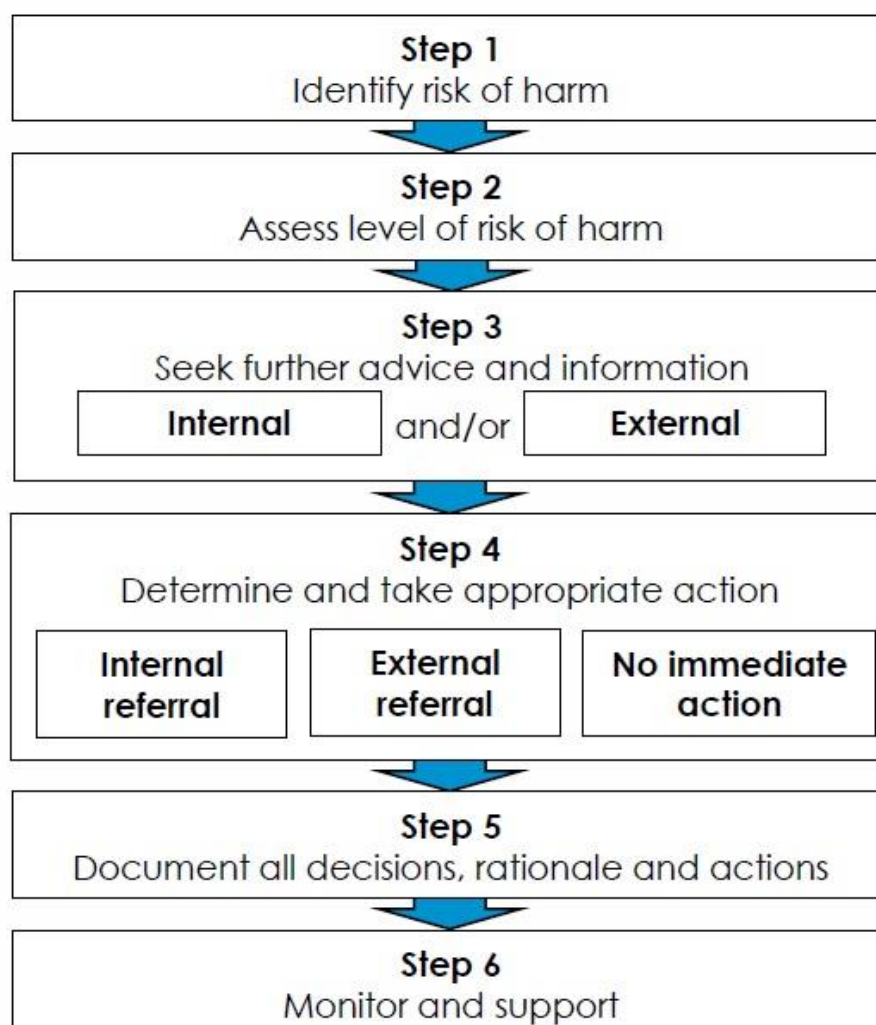 Step 1
Identify risk of harm
Step 2
Assess level of risk of harm
Step 3
Seek further advice and information
Internal and/or External
Step 4
Determine and take appropriate action
Internal referral
External referral
No immediate action
Step 5
Document all decisions, rationale and actions
Step 6
Monitor and support